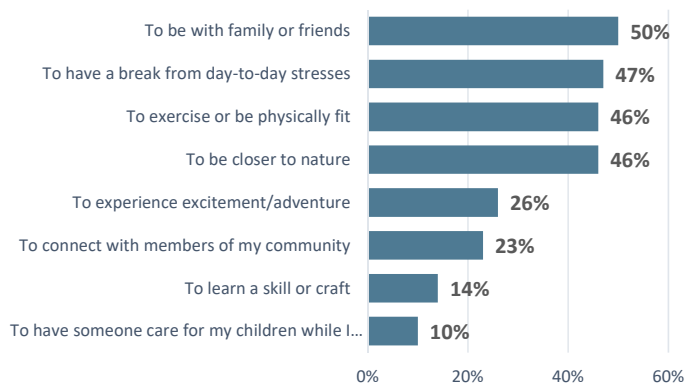 To be with family or friends 50%
To have a break from day-to-day stresses 47%
To exercise or be physically fit 46%
To be closer to nature 46%
To experience excitement/adventure 26%
To connect with members of my community 23%
To learn a skill or craft 14%
To have someone care for my children while I... 10%
0% 20% 40% 60%